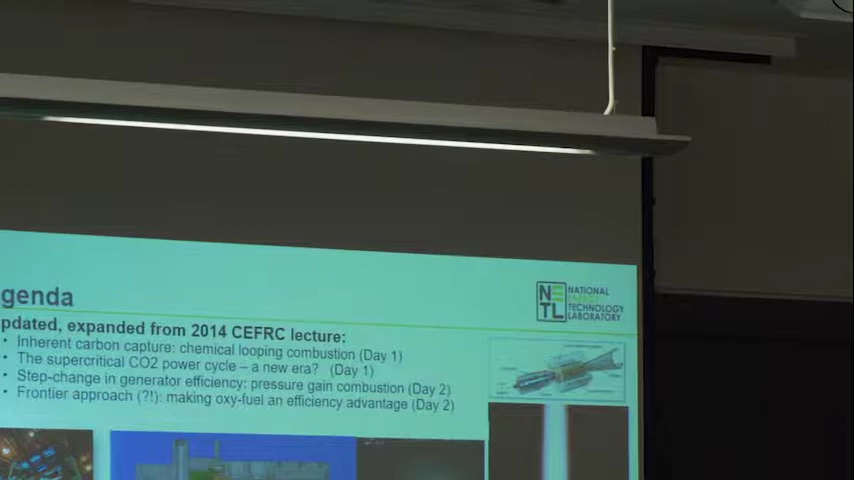 genda
pdated, expanded from 2014 CEFRC lecture:
• Inherent carbon capture: chemical looping combustion (Day 1)
• The supercritical CO2 power cycle – a new era? (Day 1)
• Step-change in generator efficiency: pressure gain combustion (Day 2)
• Frontier approach (?!): making oxy-fuel an efficiency advantage (Day 2)
NETL
NATIONAL
ENERGY
TECHNOLOGY
LABORATORY